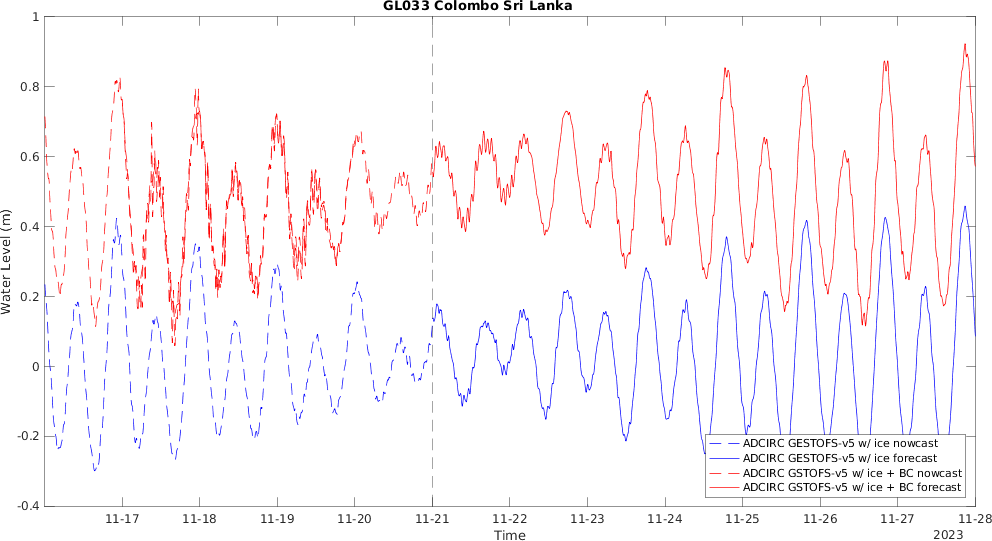 GL033 Colombo Sri Lanka
1
0.8
0.6
0.4
0.2
0
-0.2
-0.4
Water Level (m)
ADCIRC GESTOFS-v5 w/ ice nowcast
ADCIRC GESTOFS-v5 w/ ice forecast
ADCIRC GSTOFS-v5 w/ ice + BC nowcast
ADCIRC GSTOFS-v5 w/ ice + BC forecast
11-17 11-18 11-19 11-20 11-21 11-22 11-23 11-24 11-25 11-26 11-27 11-28
Time
2023